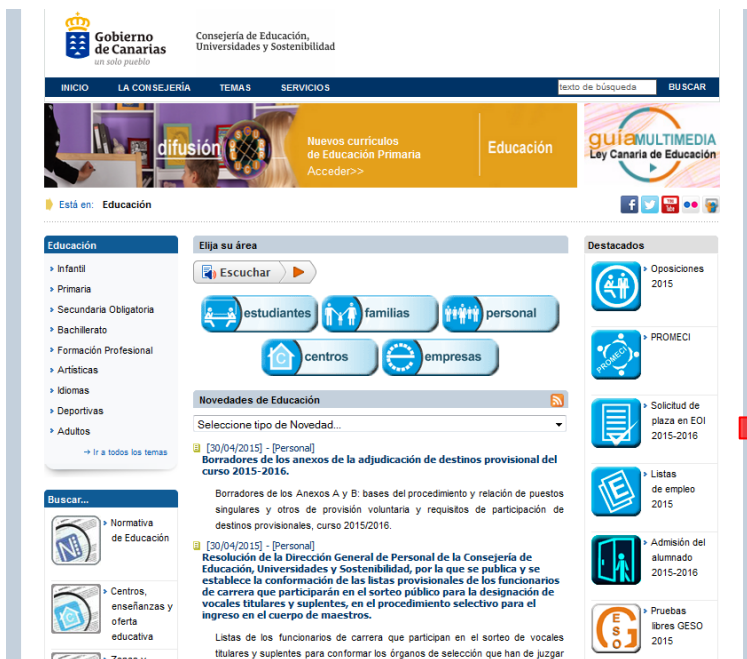 Gobierno
de Canarias
un solo pueblo
Consejería de Educación,
Universidades y Sostenibilidad
INICIO LA CONSEJERÍA TEMAS SERVICIOS texto de búsqueda BUSCAR
difusión
Nuevos currículos
de Educación Primaria
Acceder>>
Educación
guíaMULTIMEDIA
Ley Canaria de Educación
Está en: Educación
f You Tube
Educación
Infantil
Primaria
Secundaria Obligatoria
Bachillerato
Formación Profesional
Artísticas
Idiomas
Deportivas
Adultos
Ir a todos los temas
Buscar...
N
Normativa
de Educación
C
Centros,
enseñanzas y
oferta
educativa
Elija su área
Escuchar
estudiantes familias personal
C centros empresas
Novedades de Educación
Seleccione tipo de Novedad...
[30/04/2015] - [Personal]
Borradores de los anexos de la adjudicación de destinos provisional del
curso 2015-2016.
Borradores de los Anexos A y B: bases del procedimiento y relación de puestos
singulares y otros de provisión voluntaria y requisitos de participación de
destinos provisionales, curso 2015/2016.
[30/04/2015] - [Personal]
Resolución de la Dirección General de Personal de la Consejería de
Educación, Universidades y Sostenibilidad, por la que se publica y se
establece la conformación de las listas provisionales de los funcionarios
de carrera que participarán en el sorteo público para la designación de
vocales titulares y suplentes, en el procedimiento selectivo para el
ingreso en el cuerpo de maestros.
Listas de los funcionarios de carrera que participan en el sorteo de vocales
titulares y suplentes para conformar los órganos de selección que han de juzgar
Destacados
Oposiciones
2015
PROMECI
PROMECI
Solicitud de
plaza en EOI
2015-2016
E
Listas
de empleo
2015
Admisión del
alumnado
2015-2016
G
ESO
Pruebas
libres GESO
2015